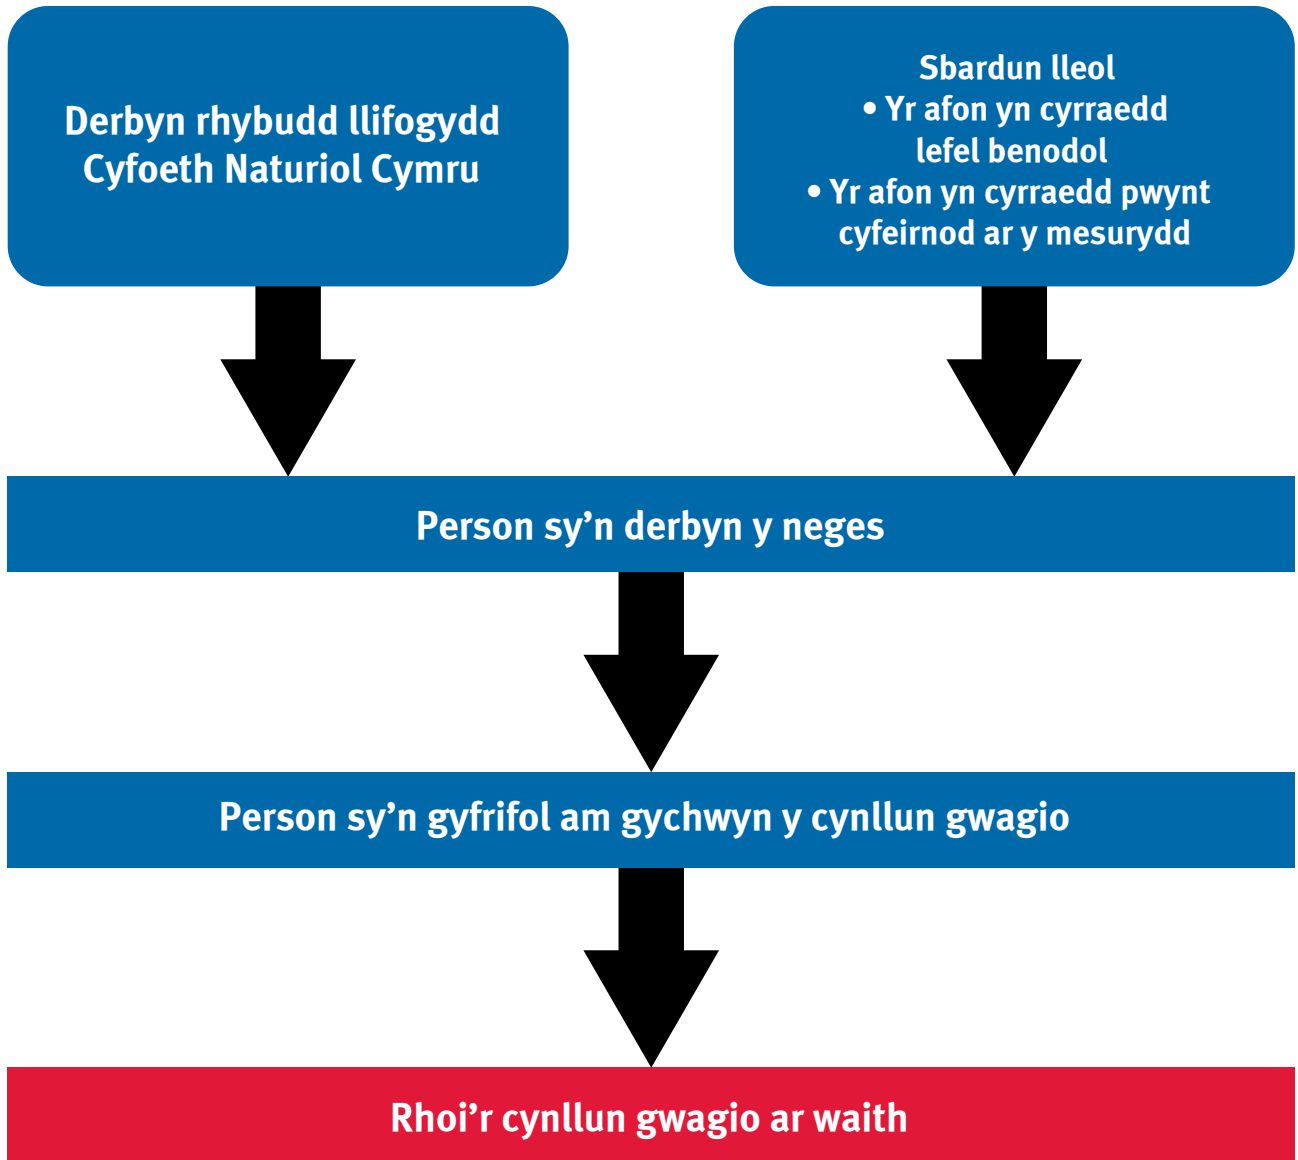 Derbyn rhybudd llifogydd
Cyfoeth Naturiol Cymru
Sbardun lleol
• Yr afon yn cyrraedd
lefel benodol
• Yr afon yn cyrraedd pwynt
cyfeirnod ar y mesurydd
Person sy’n derbyn y neges
Person sy’n gyfrifol am gychwyn y cynllun gwagio
Rhoi’r cynllun gwagio ar waith